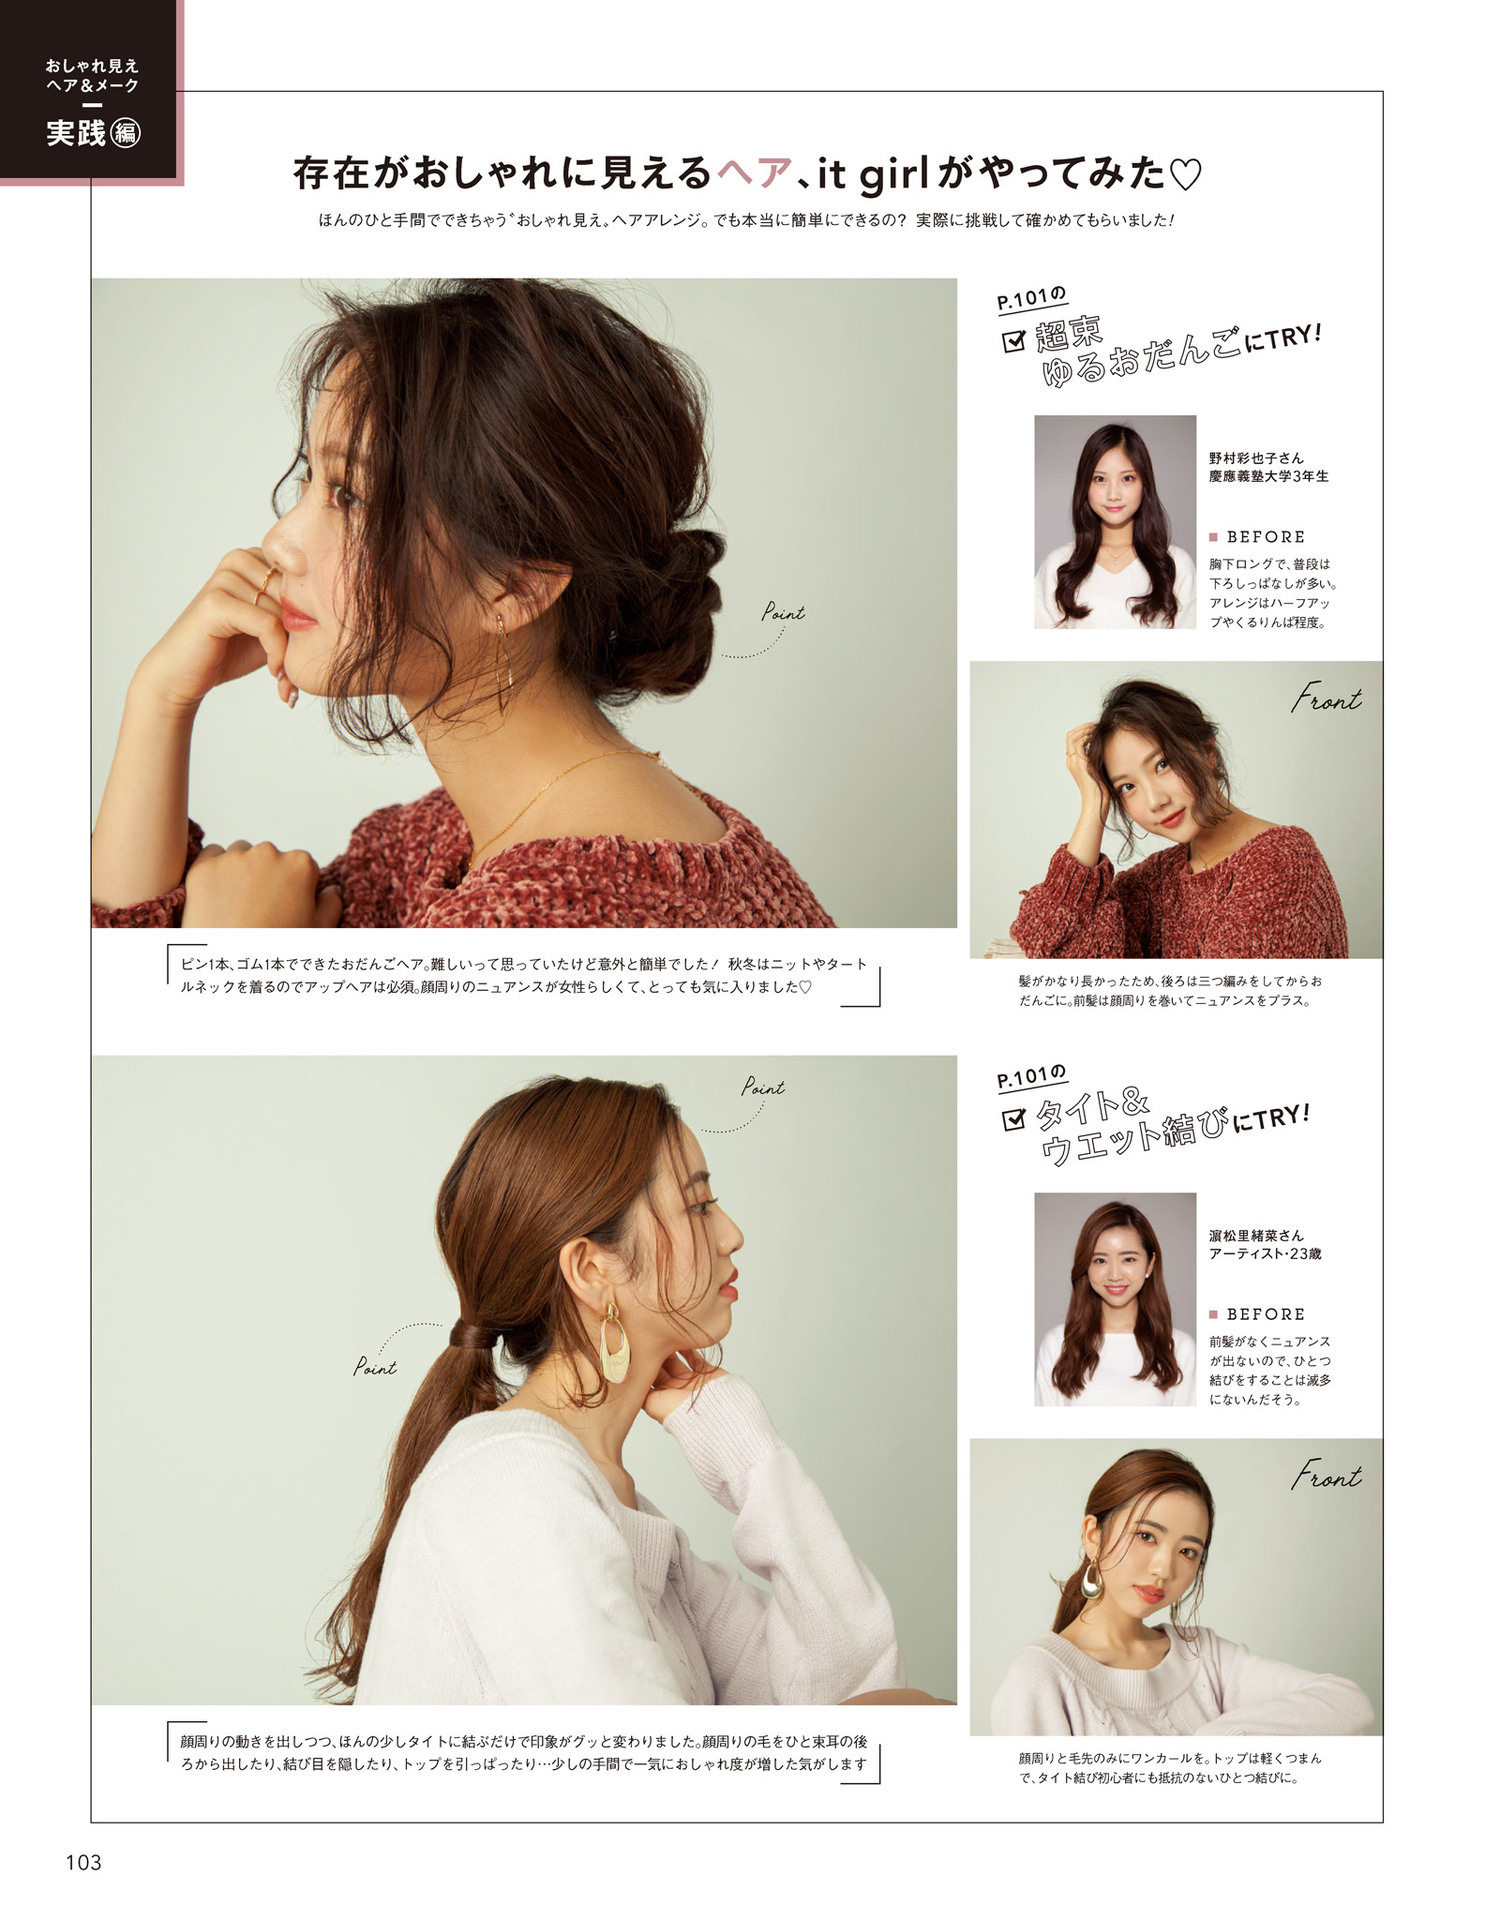 おしゃれ見え
ヘア&メーク
実践編
存在がおしゃれに見えるヘア、it girlがやってみた♡
ほんのひと手間でできちゃう〝おしゃれ見え〟ヘアアレンジ。でも本当に簡単にできるの? 実際に挑戦して確かめてもらいました!
P.101の
超束
ゆるおだんごにTRY!
野村彩也子さん
慶應義塾大学3年生
BEFORE
胸下ロングで、普段は
下ろしっぱなしが多い。
アレンジはハーフアッ
プやくるりんぱ程度。
Point
Front
ピン1本、ゴム1本でできたおだんごヘア。難しいって思っていたけど意外と簡単でした! 秋冬はニットやタート
ルネックを着るのでアップヘアは必須。顔周りのニュアンスが女性らしくて、とっても気に入りました♡
髪がかなり長かったため、後ろは三つ編みをしてからお
だんごに。前髪は顔周りを巻いてニュアンスをプラス。
P.101の
タイト&
ウエット結びにTRY!
濵松里緒菜さん
アーティスト・23歳
BEFORE
前髪がなくニュアンス
が出ないので、ひとつ
結びをすることは滅多
にないんだそう。
Point
Point
Front
顔周りの動きを出しつつ、ほんの少しタイトに結ぶだけで印象がグッと変わりました。顔周りの毛をひと束耳の後
ろから出したり、結び目を隠したり、トップを引っぱったり…少しの手間で一気におしゃれ度が増した気がします
顔周りと毛先のみにワンカールを。トップは軽くつまん
で、タイト結び初心者にも抵抗のないひとつ結びに。
103